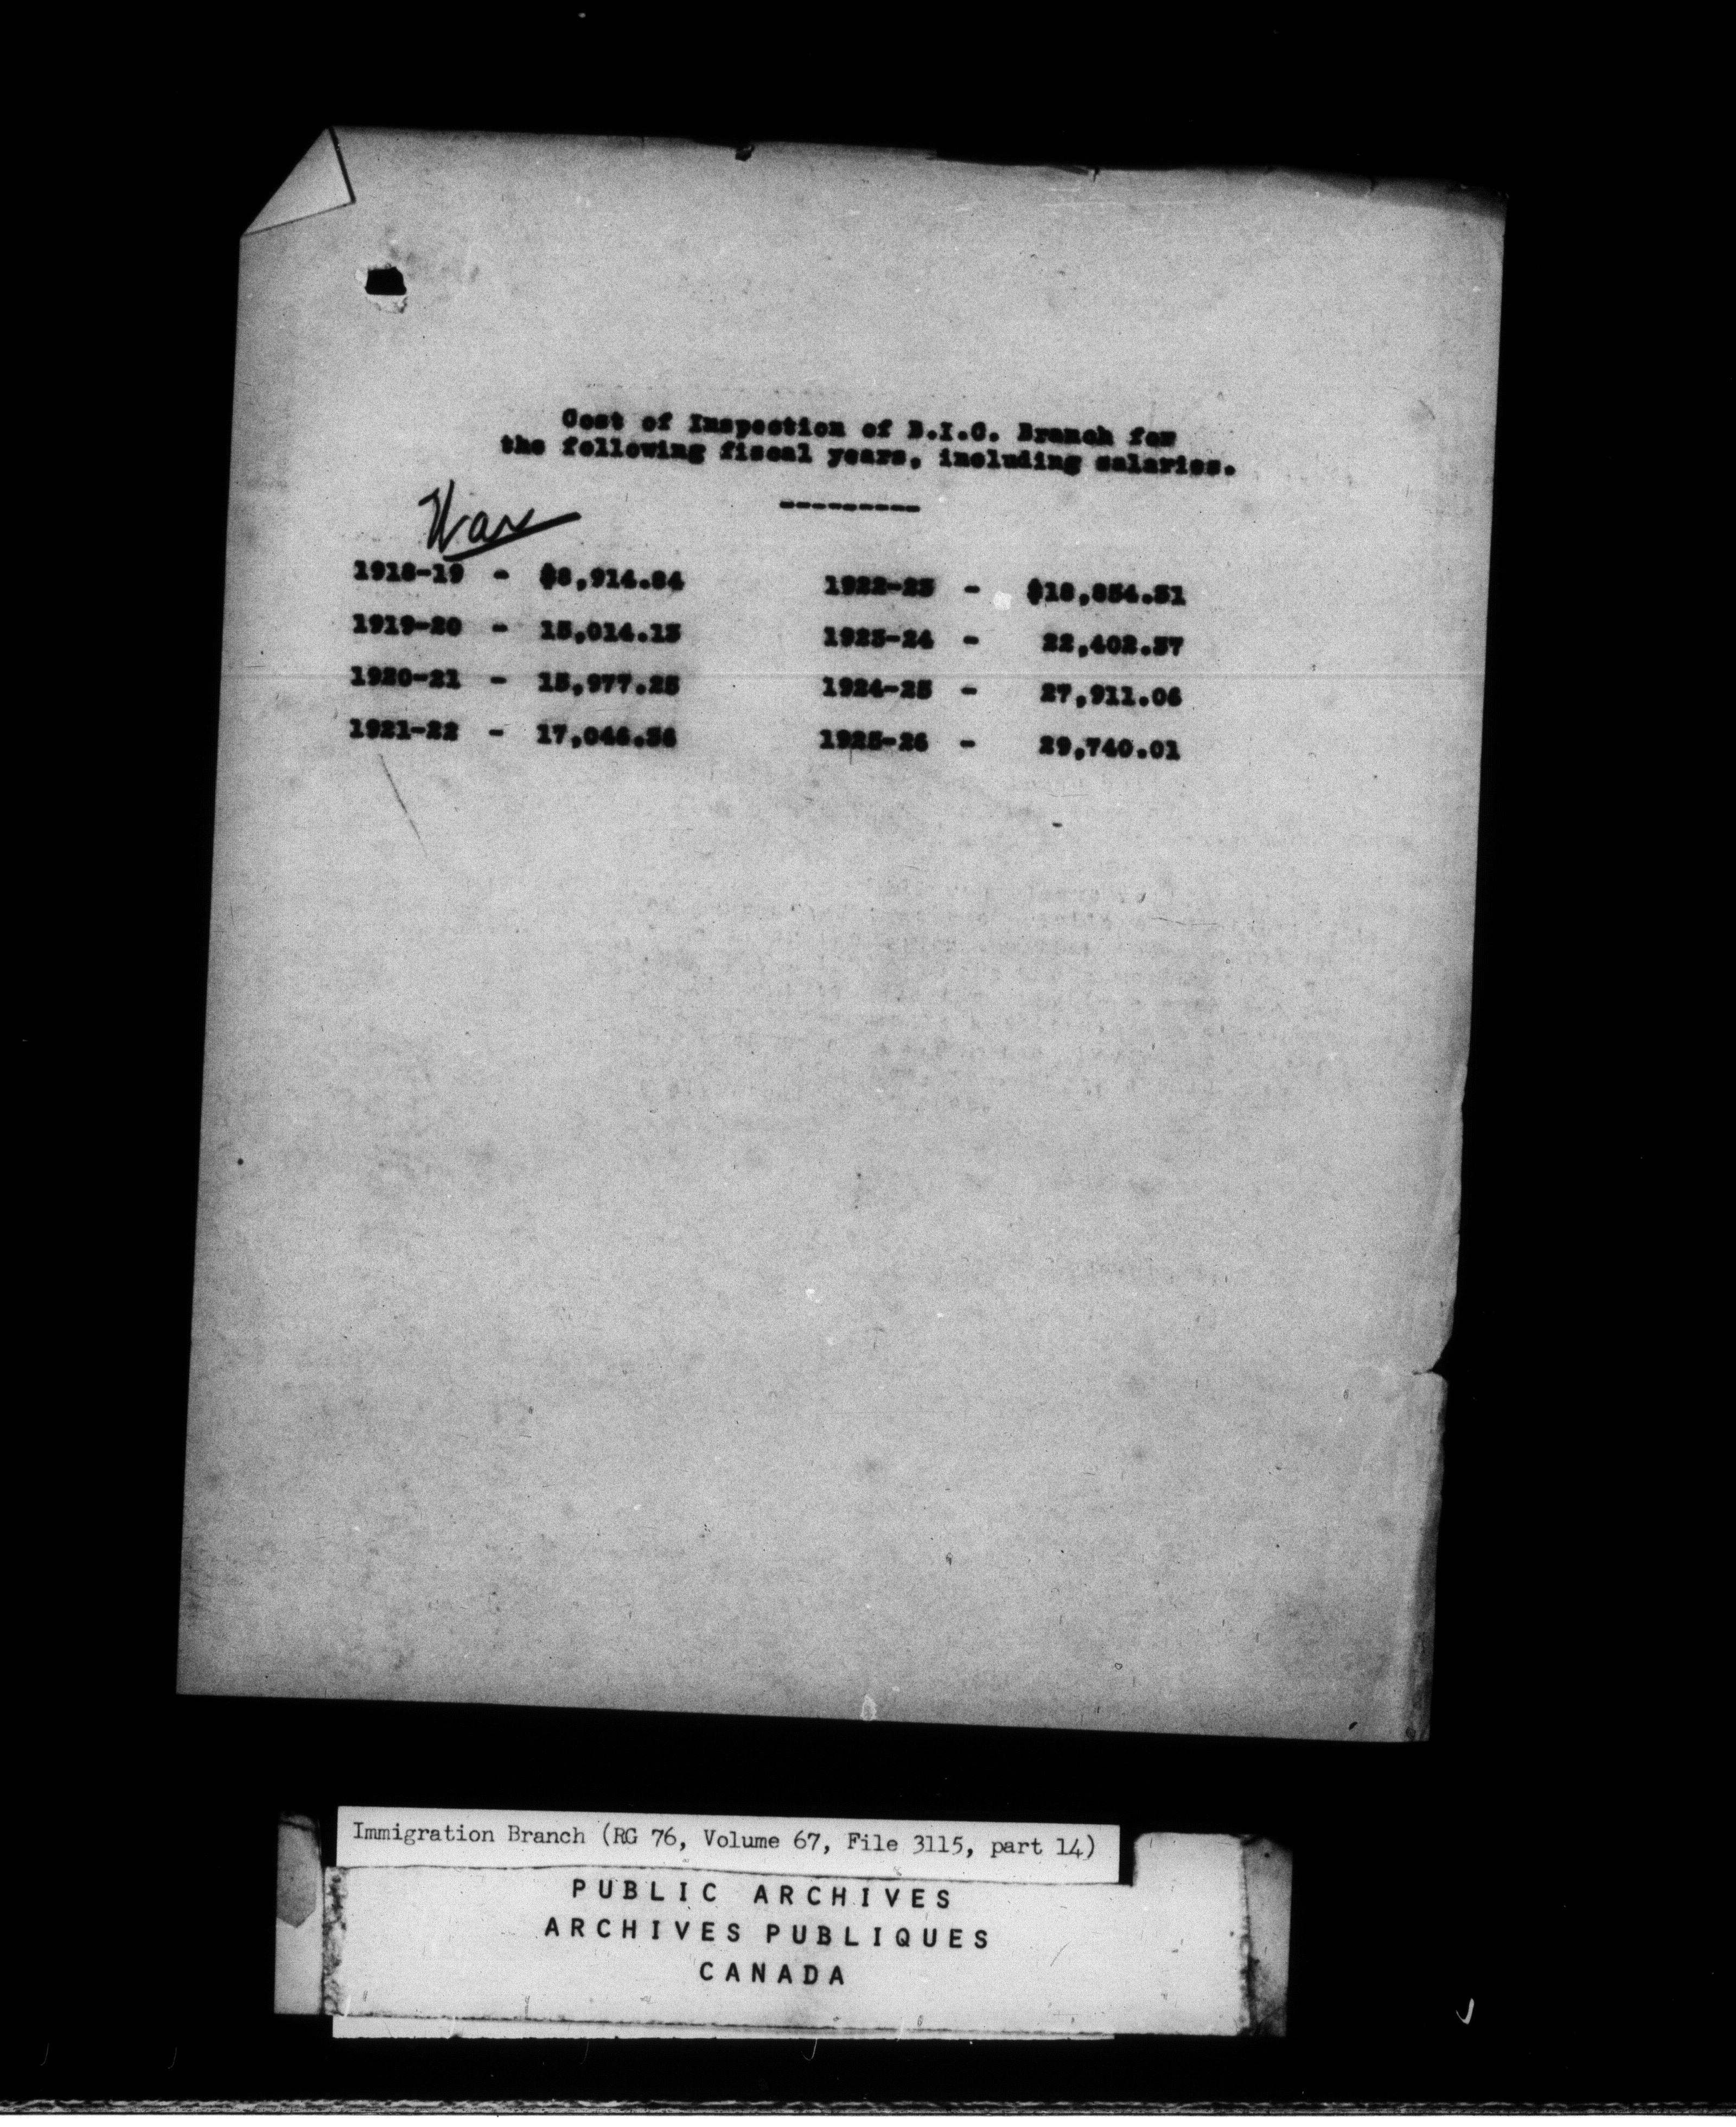 Cost of Inspection of B.I.C. Branch for
the following fiscal years, including salaries.
---------
War
1918-19 - $8,914.84 1922-23 - $18,854.51
1919-20 - 15,014.13 1923-24 - 22,402.37
1920-21 - 15,977.25 1924-25 - 27,911.06
1921-22 - 17,046.36 1925-26 - 29,740.01
Immigration Branch (RG 76, Volume 67, File 3115, part 14)
PUBLIC ARCHIVES
ARCHIVES PUBLIQUES
CANADA